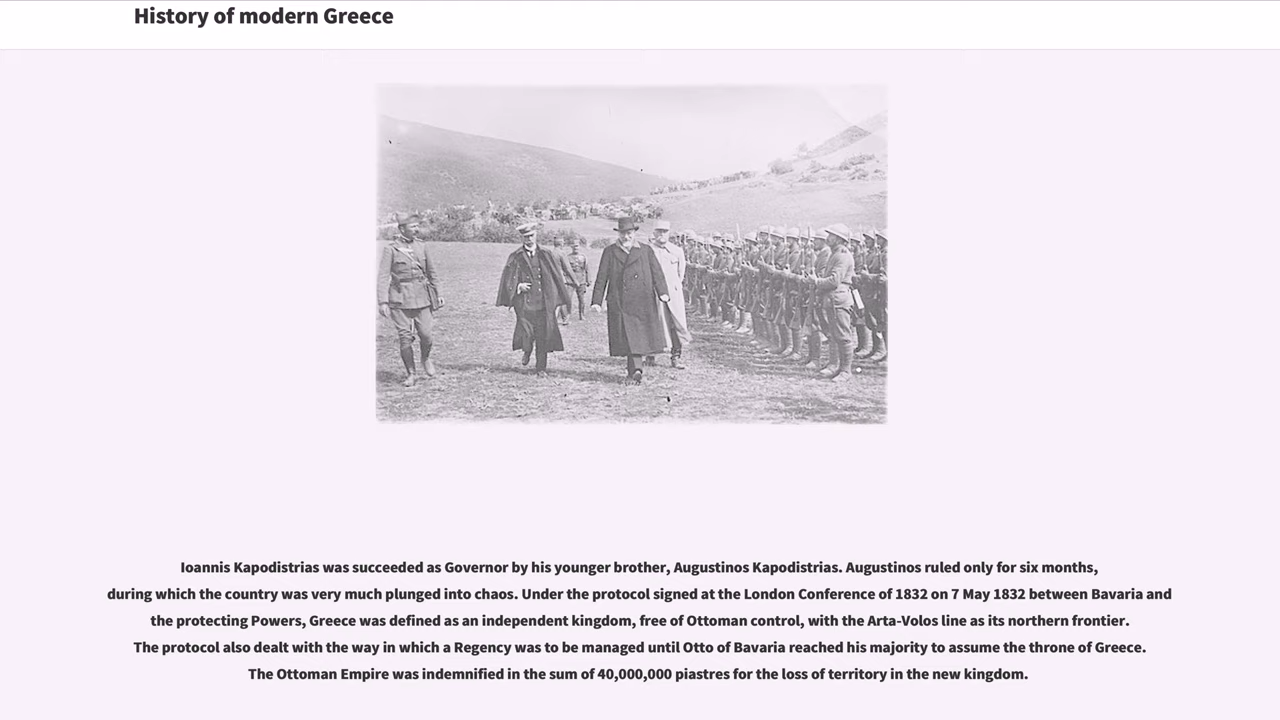 History of modern Greece
Ioannis Kapodistrias was succeeded as Governor by his younger brother, Augustinos Kapodistrias. Augustinos ruled only for six months,
during which the country was very much plunged into chaos. Under the protocol signed at the London Conference of 1832 on 7 May 1832 between Bavaria and
the protecting Powers, Greece was defined as an independent kingdom, free of Ottoman control, with the Arta-Volos line as its northern frontier.
The protocol also dealt with the way in which a Regency was to be managed until Otto of Bavaria reached his majority to assume the throne of Greece.
The Ottoman Empire was indemnified in the sum of 40,000,000 piastres for the loss of territory in the new kingdom.